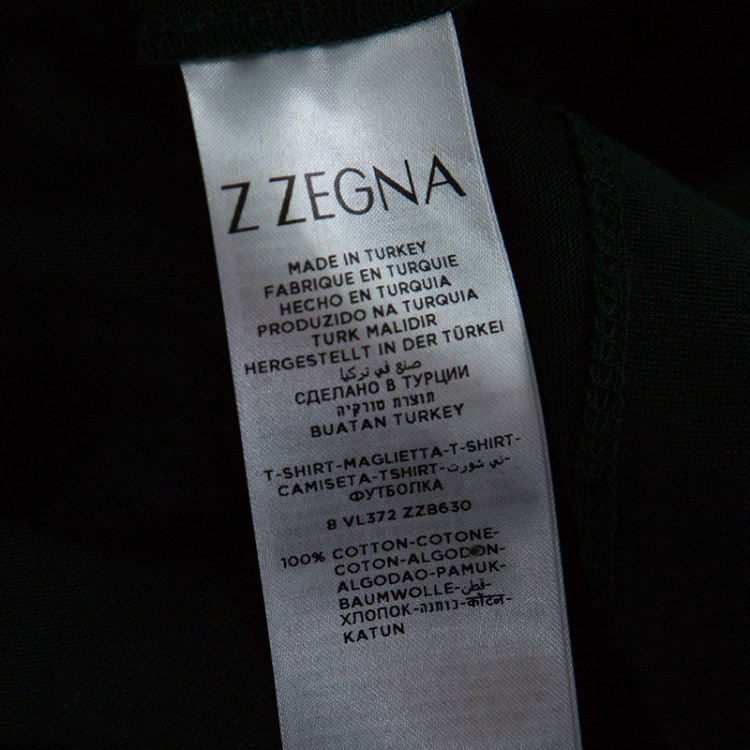 Z ZEGNA
MADE IN TURKEY
FABRIQUE EN TURQUIE
HECHO EN TURQUIA
PRODUZIDO NA TURQUIA
TURK MALIDIR
HERGESTELLT IN DER TÜRKEI
صنع في تركيا
СДЕЛАНО В ТУРЦИИ
תוצרת טורקיה
BUATAN TURKEY
T-SHIRT-MAGLIETTA-T-SHIRT-
CAMISETA-TSHIRT-تي شورت-
ФУТБОЛКА
8 VL372 ZZB630
100% COTTON-COTONE-
COTON-ALGODON-
ALGODAO-PAMUK-
BAUMWOLLE-قطن-
ХЛОПОК-כותנה-कॉटन-
KATUN